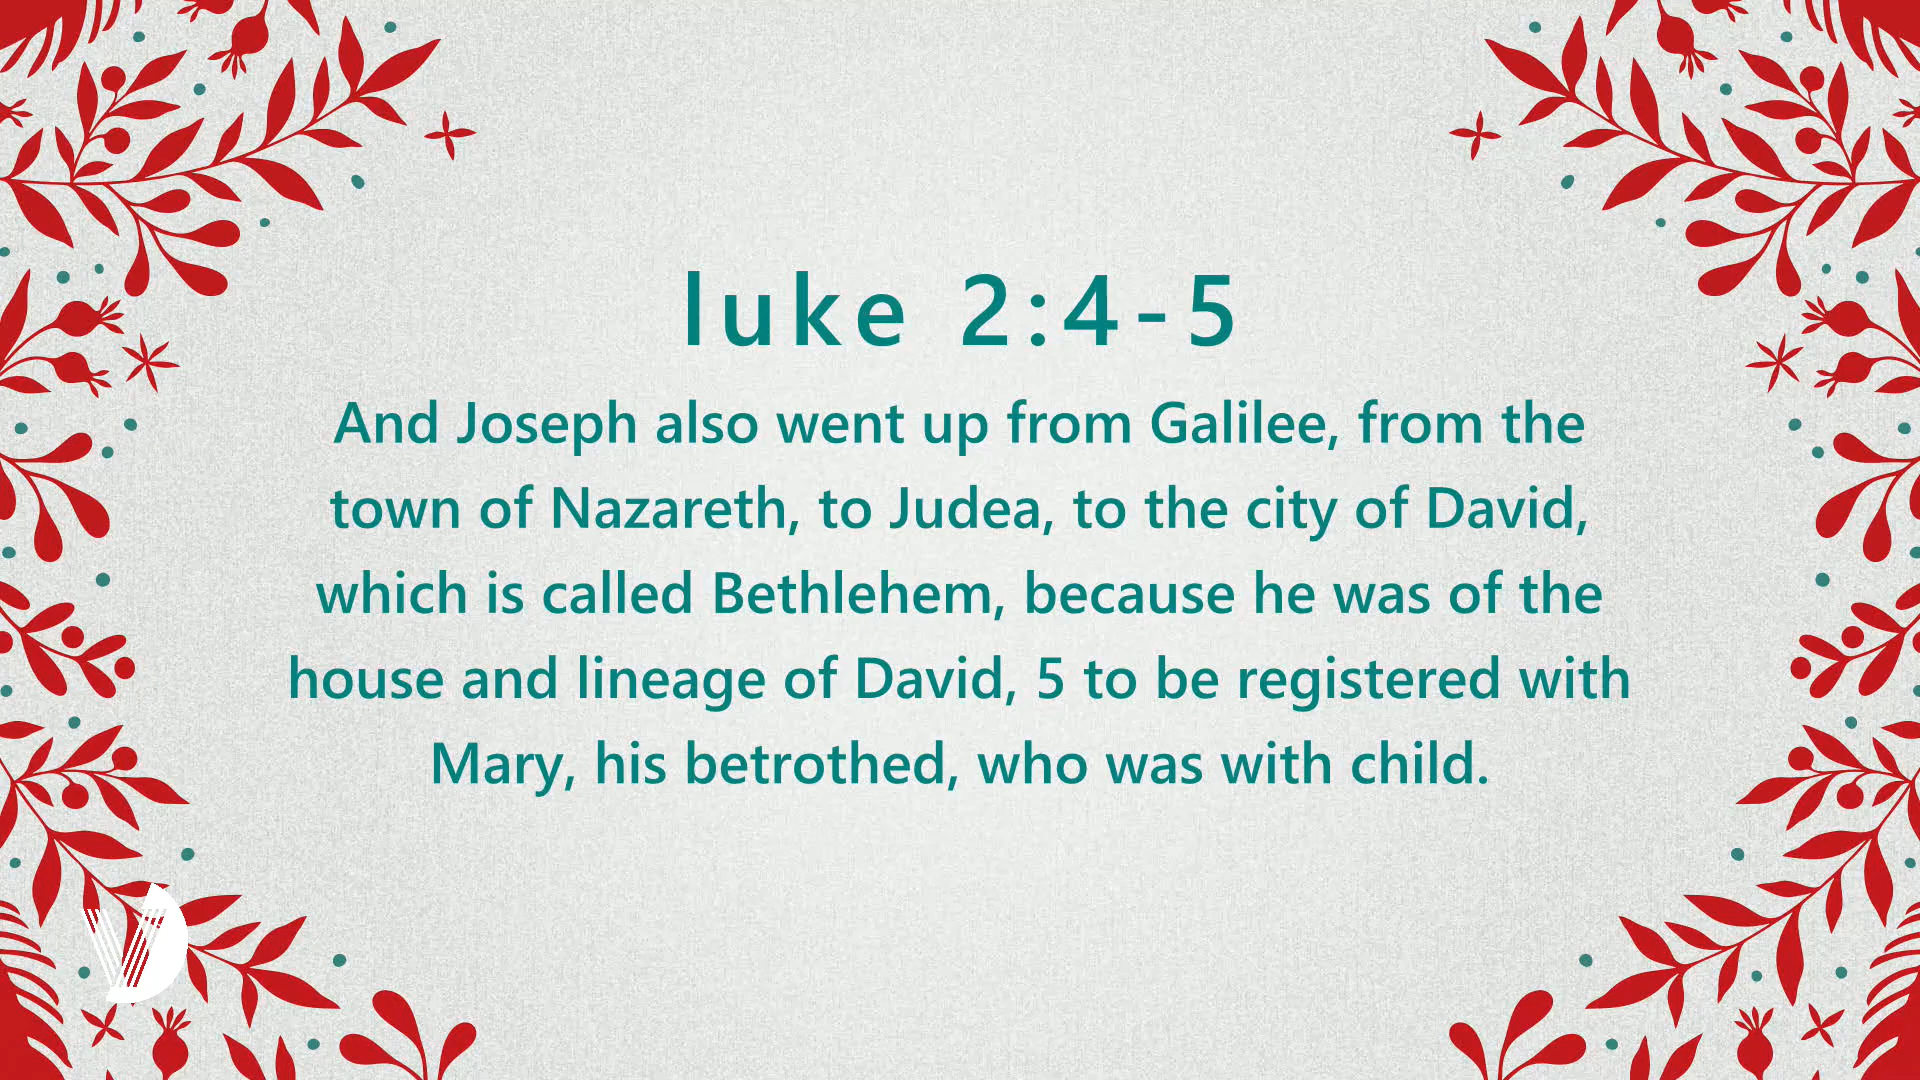 luke 2:4-5
And Joseph also went up from Galilee, from the
town of Nazareth, to Judea, to the city of David,
which is called Bethlehem, because he was of the
house and lineage of David, 5 to be registered with
Mary, his betrothed, who was with child.